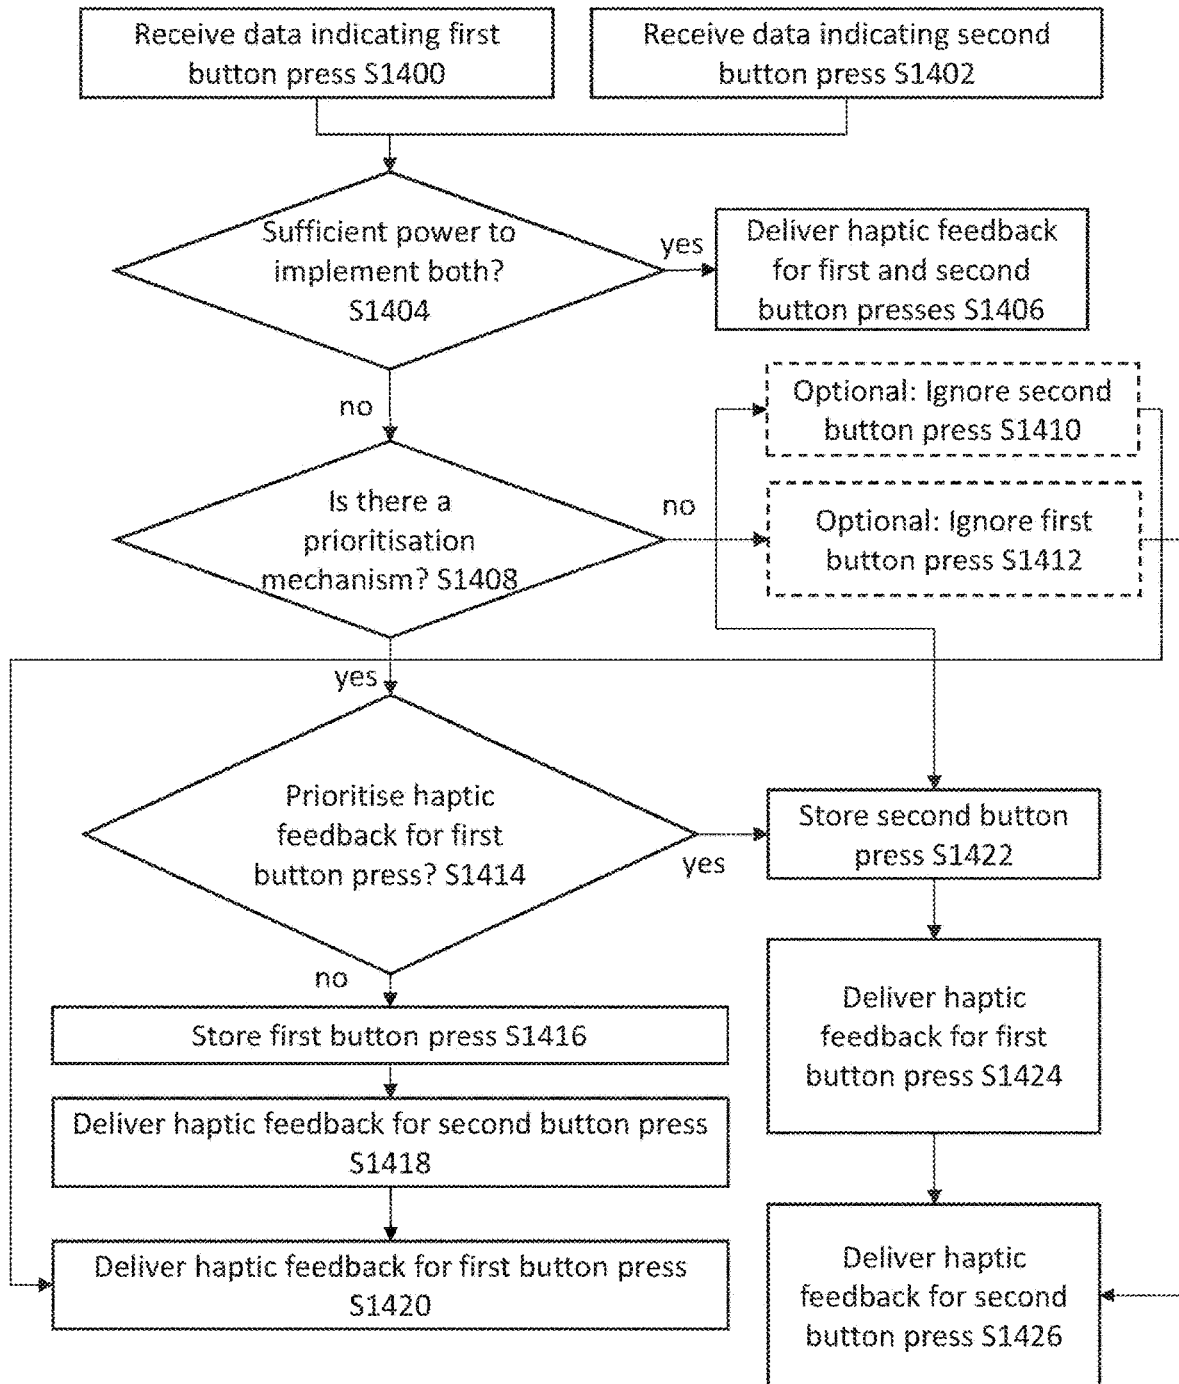 Receive data indicating first
button press S1400
Receive data indicating second
button press S1402
Sufficient power to
implement both?
S1404
yes
Deliver haptic feedback
for first and second
button presses S1406
no
Optional: Ignore second
button press S1410
Is there a
prioritisation
mechanism? S1408
no
Optional: Ignore first
button press S1412
yes
Prioritise haptic
feedback for first
button press? S1414
yes
Store second button
press S1422
no
Store first button press S1416
Deliver haptic
feedback for first
button press S1424
Deliver haptic feedback for second button press
S1418
Deliver haptic feedback for first button press
S1420
Deliver haptic
feedback for second
button press S1426